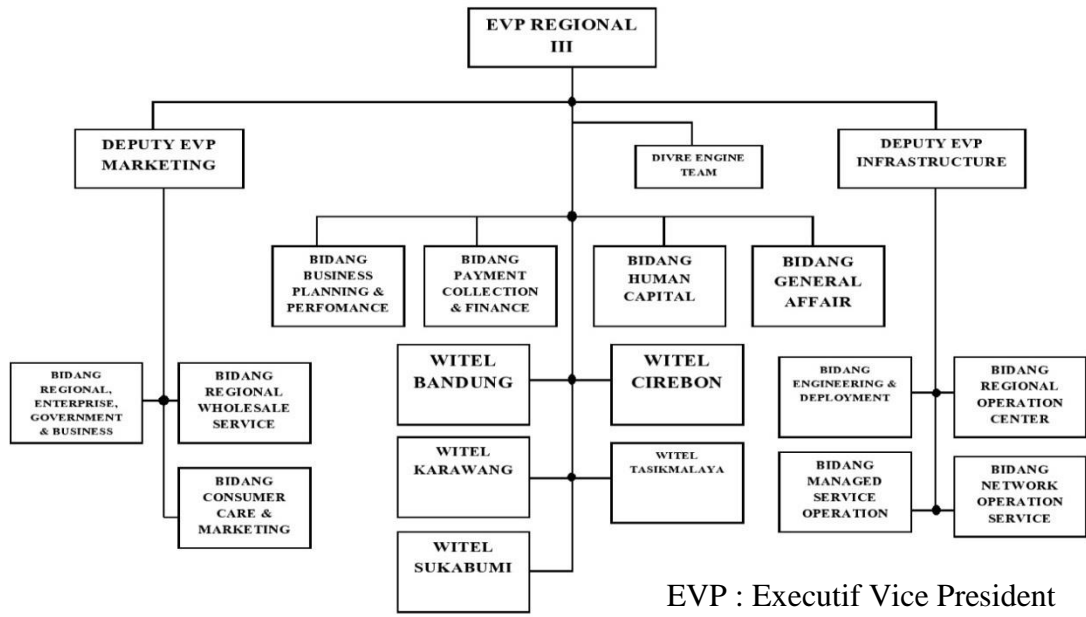 EVP REGIONAL
III
DEPUTY EVP
MARKETING
DIVRE ENGINE
TEAM
DEPUTY EVP
INFRASTRUCTURE
BIDANG
BUSINESS
PLANNING &
PERFOMANCE
BIDANG
PAYMENT
COLLECTION
& FINANCE
BIDANG
HUMAN
CAPITAL
BIDANG
GENERAL
AFFAIR
BIDANG
REGIONAL,
ENTERPRISE,
GOVERNMENT
& BUSINESS
BIDANG
REGIONAL
WHOLESALE
SERVICE
WITEL
BANDUNG
WITEL
CIREBON
BIDANG
ENGINEERING &
DEPLOYMENT
BIDANG
REGIONAL
OPERATION
CENTER
BIDANG
CONSUMER
CARE &
MARKETING
WITEL
KARAWANG
WITEL
TASIKMALAYA
BIDANG
MANAGED
SERVICE
OPERATION
BIDANG
NETWORK
OPERATION
SERVICE
WITEL
SUKABUMI
EVP : Executif Vice President